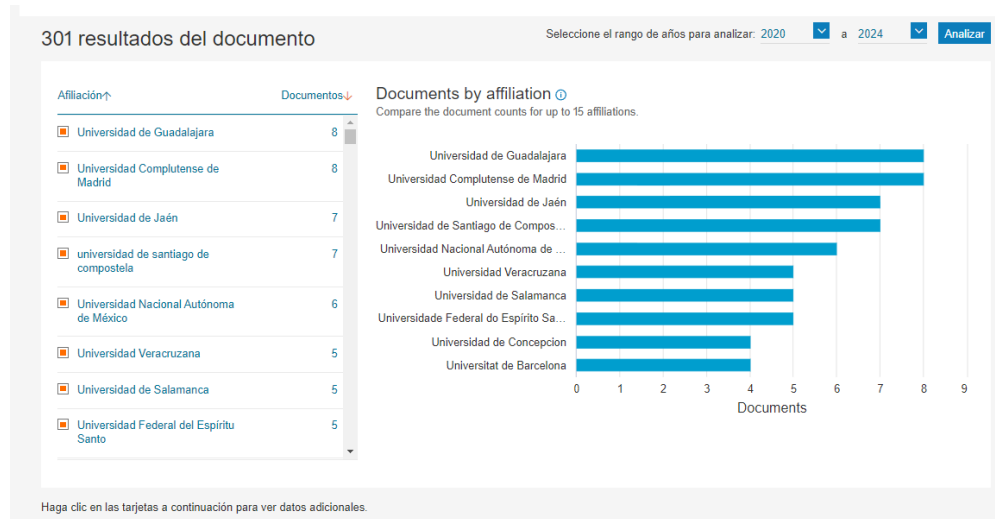 301 resultados del documento
Seleccione el rango de años para analizar: 2020 a 2024 Analizar
Afiliación↑ Documentos↓
Universidad de Guadalajara 8
Universidad Complutense de
Madrid 8
Universidad de Jaén 7
universidad de santiago de
compostela 7
Universidad Nacional Autónoma
de México 6
Universidad Veracruzana 5
Universidad de Salamanca 5
Universidad Federal del Espíritu
Santo 5
Documents by affiliation
Compare the document counts for up to 15 affiliations.
Universidad de Guadalajara
Universidad Complutense de Madrid
Universidad de Jaén
Universidad de Santiago de Compos...
Universidad Nacional Autónoma de ...
Universidad Veracruzana
Universidad de Salamanca
Universidade Federal do Espírito Sa...
Universidad de Concepcion
Universitat de Barcelona
0 1 2 3 4 5 6 7 8 9
Documents
Haga clic en las tarjetas a continuación para ver datos adicionales.